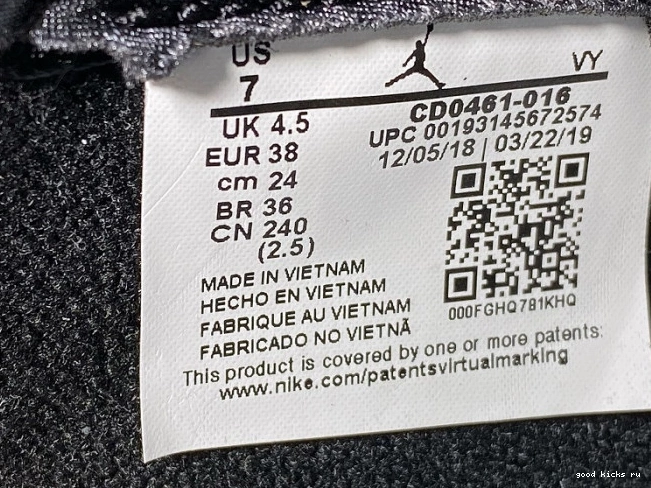 US
7
VY
UK 4.5
EUR 38
cm 24
BR 36
CN 240
(2.5)
CD0461-016
UPC 00193145672574
12/05/18 | 03/22/19
000FGHQ781KHQ
MADE IN VIETNAM
HECHO EN VIETNAM
FABRIQUE AU VIETNAM
FABRICADO NO VIETNÃ
This product is covered by one or more patents:
www.nike.com/patentsvirtualmarking
good kicks ru